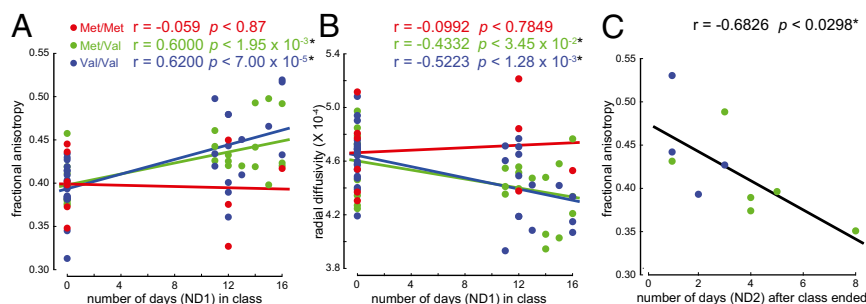 A
Met/Met r = -0.059 p < 0.87
Met/Val r = 0.6000 p < 1.95 x 10-3*
Val/Val r = 0.6200 p < 7.00 x 10-5*
fractional anisotropy
0.55
0.50
0.45
0.40
0.35
0.30
0
4
8
12
16
number of days (ND1) in class
B
r = -0.0992 p < 0.7849
r = -0.4332 p < 3.45 x 10-2*
r = -0.5223 p < 1.28 x 10-3*
radial diffusivity (X 10-4)
5.6
5.2
4.8
4.4
4.0
3.6
0
4
8
12
16
number of days (ND1) in class
C
r = -0.6826 p < 0.0298*
fractional anisotropy
0.55
0.50
0.45
0.40
0.35
0.30
0
2
4
6
8
number of days (ND2) after class ended